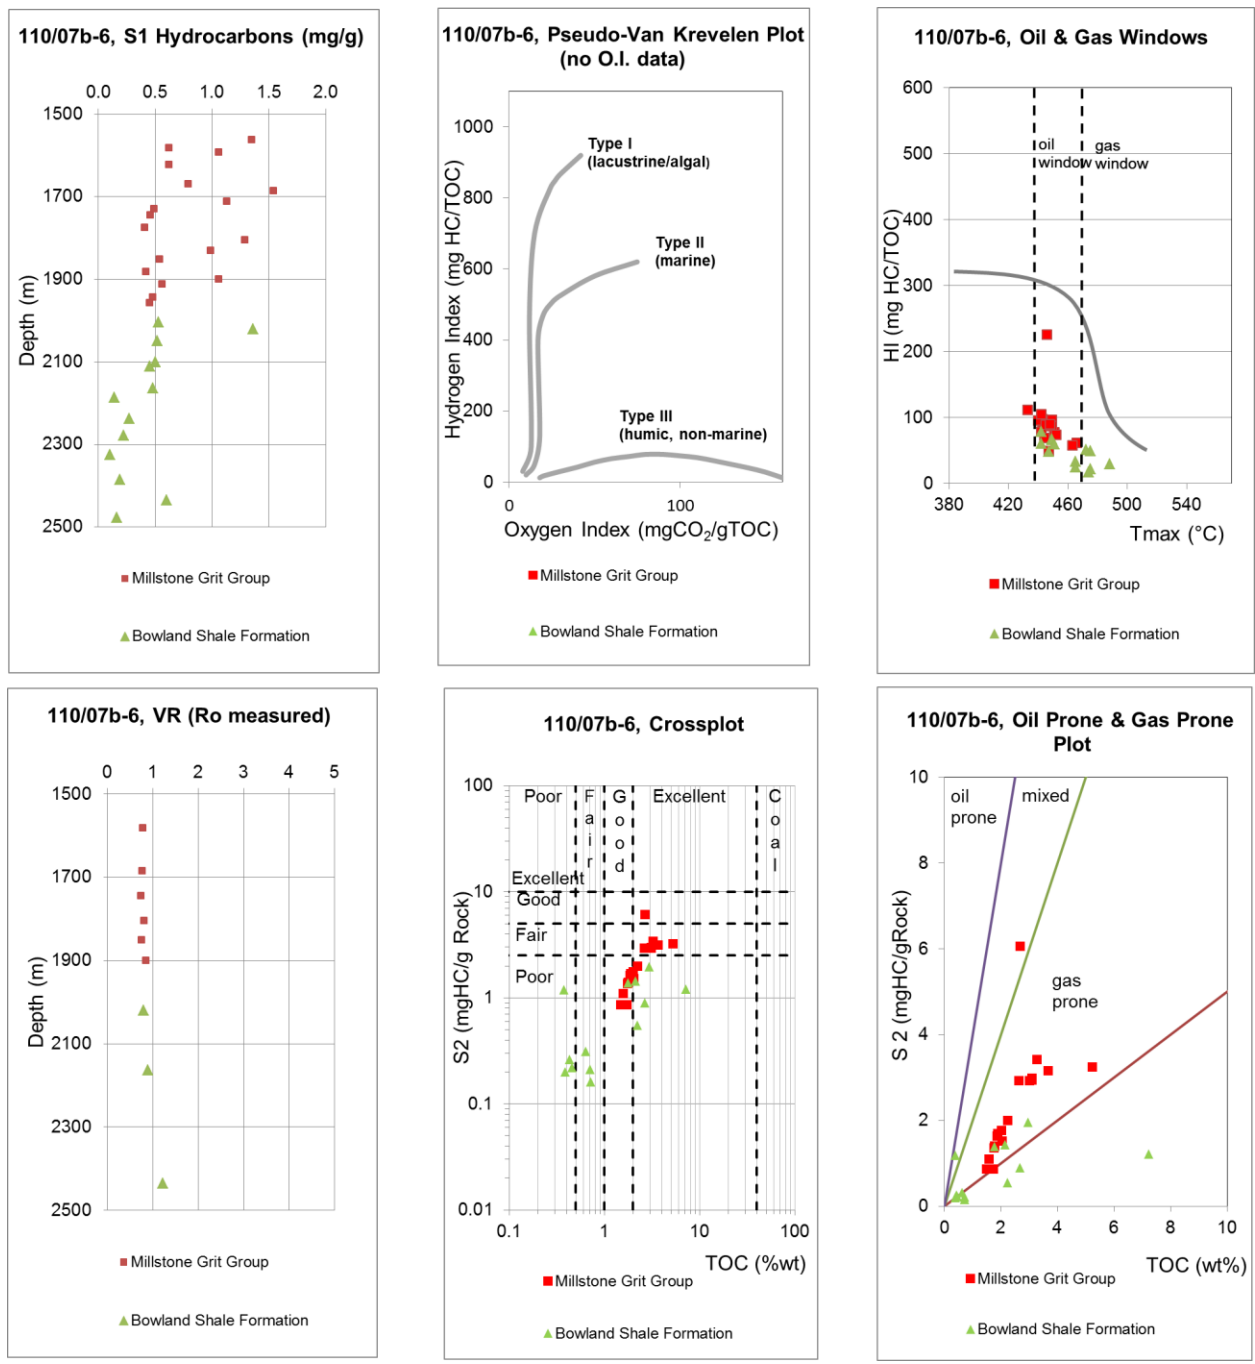 110/07b-6, S1 Hydrocarbons (mg/g)
0.0 0.5 1.0 1.5 2.0
1500
1700
1900
2100
2300
2500
Depth (m)
Millstone Grit Group
Bowland Shale Formation
110/07b-6, Pseudo-Van Krevelen Plot
(no O.I. data)
1000
800
600
400
200
0
Hydrogen Index (mg HC/TOC)
Type I
(lacustrine/algal)
Type II
(marine)
Type III
(humic, non-marine)
0 100
Oxygen Index (mgCO₂/gTOC)
Millstone Grit Group
Bowland Shale Formation
110/07b-6, Oil & Gas Windows
600
500
400
300
200
100
0
HI (mg HC/TOC)
oil
window
gas
window
380 420 460 500 540
Tmax (°C)
Millstone Grit Group
Bowland Shale Formation
110/07b-6, VR (Ro measured)
0 1 2 3 4 5
1500
1700
1900
2100
2300
2500
Depth (m)
Millstone Grit Group
Bowland Shale Formation
110/07b-6, Crossplot
100
10
1
0.1
0.01
S2 (mgHC/g Rock)
Poor Fair Good Excellent Coal
Excellent
Good
Fair
Poor
0.1 1 10 100
TOC (%wt)
Millstone Grit Group
Bowland Shale Formation
110/07b-6, Oil Prone & Gas Prone
Plot
10
8
6
4
2
0
S 2 (mgHC/gRock)
oil
prone
mixed
gas
prone
0 2 4 6 8 10
TOC (wt%)
Millstone Grit Group
Bowland Shale Formation